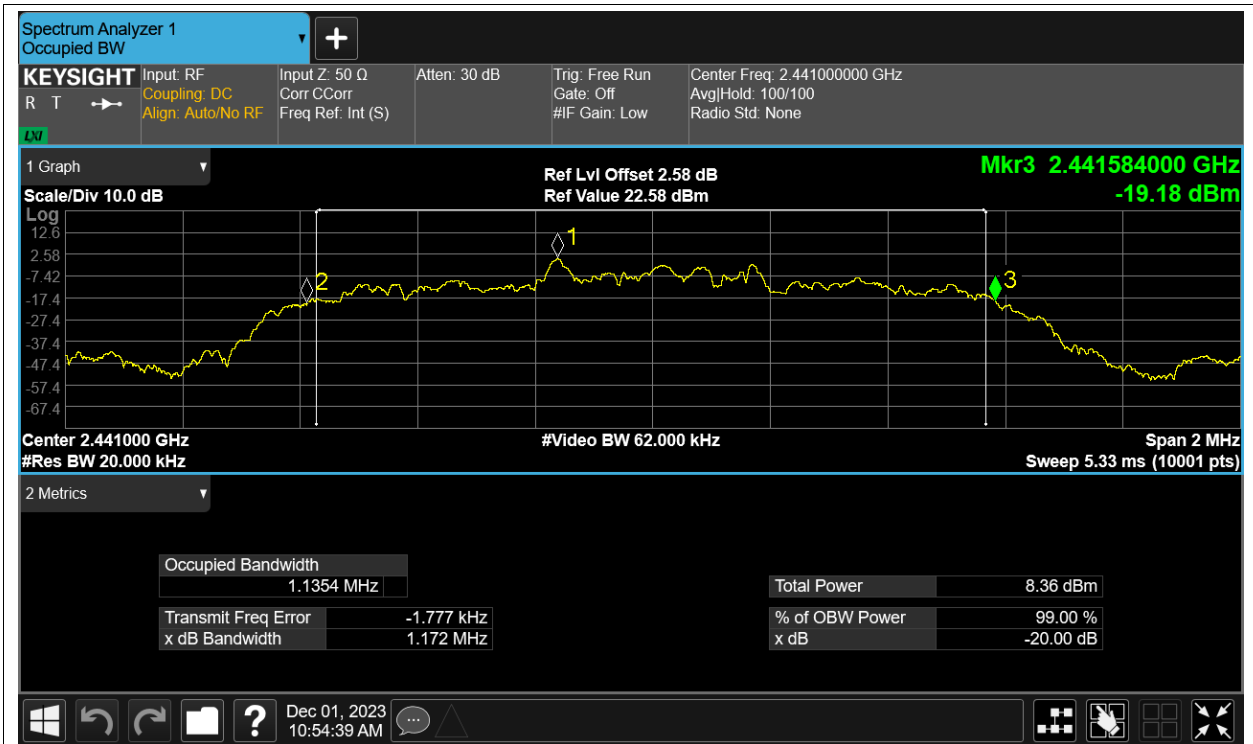 Spectrum Analyzer 1
Occupied BW
KEYSIGHT
R T
LXI
Input: RF
Coupling: DC
Align: Auto/No RF
Input Z: 50 Ω
Corr CCorr
Freq Ref: Int (S)
Atten: 30 dB
Trig: Free Run
Gate: Off
#IF Gain: Low
Center Freq: 2.441000000 GHz
Avg|Hold: 100/100
Radio Std: None
1 Graph
Scale/Div 10.0 dB
Ref Lvl Offset 2.58 dB
Ref Value 22.58 dBm
Mkr3 2.441584000 GHz
-19.18 dBm
Log
12.6
2.58
-7.42
-17.4
-27.4
-37.4
-47.4
-57.4
-67.4
1
2
3
Center 2.441000 GHz
#Res BW 20.000 kHz
#Video BW 62.000 kHz
Span 2 MHz
Sweep 5.33 ms (10001 pts)
2 Metrics
Occupied Bandwidth
1.1354 MHz
Transmit Freq Error -1.777 kHz
x dB Bandwidth 1.172 MHz
Total Power 8.36 dBm
% of OBW Power 99.00 %
x dB -20.00 dB
?
Dec 01, 2023
10:54:39 AM